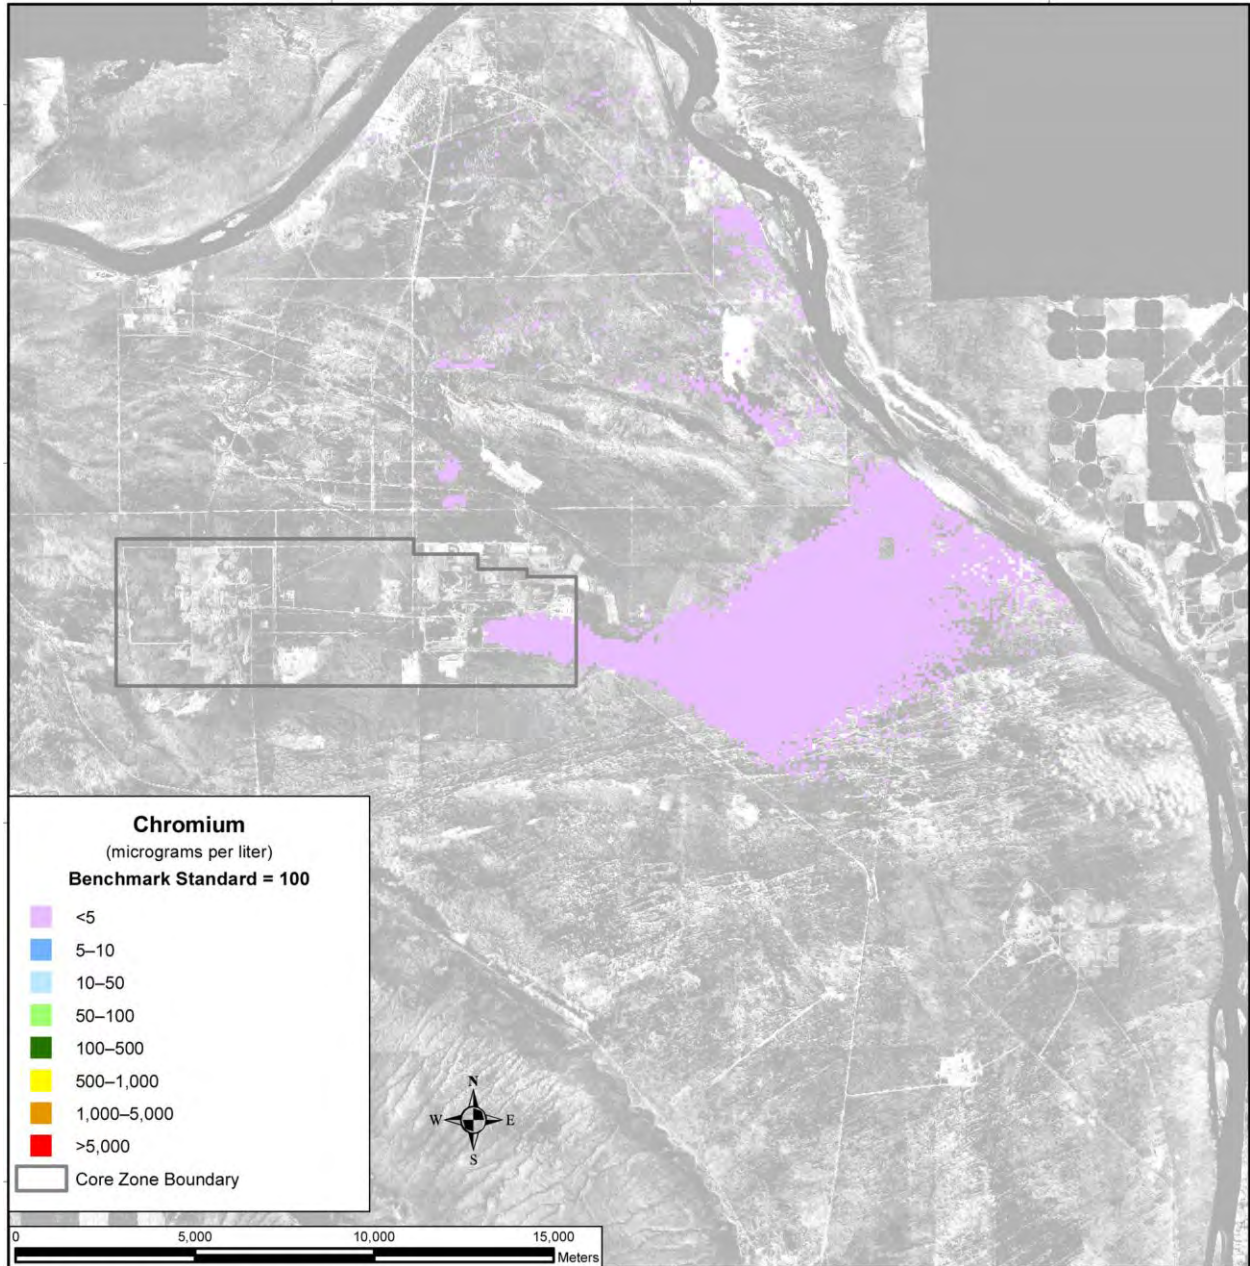 Chromium
(micrograms per liter)
Benchmark Standard = 100
<5
5–10
10–50
50–100
100–500
500–1,000
1,000–5,000
>5,000
Core Zone Boundary
N
W E
S
0 5,000 10,000 15,000
Meters